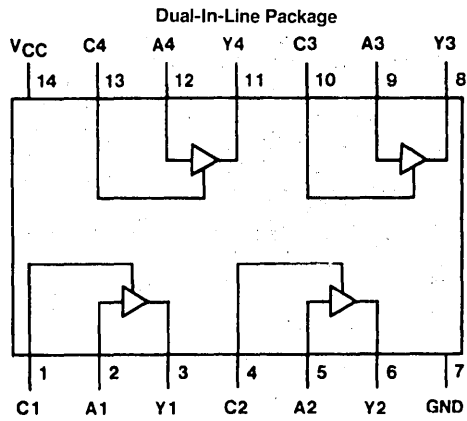 Dual-In-Line Package
VCC C4 A4 Y4 C3 A3 Y3
14 13 12 11 10 9 8
1 2 3 4 5 6 7
C1 A1 Y1 C2 A2 Y2 GND